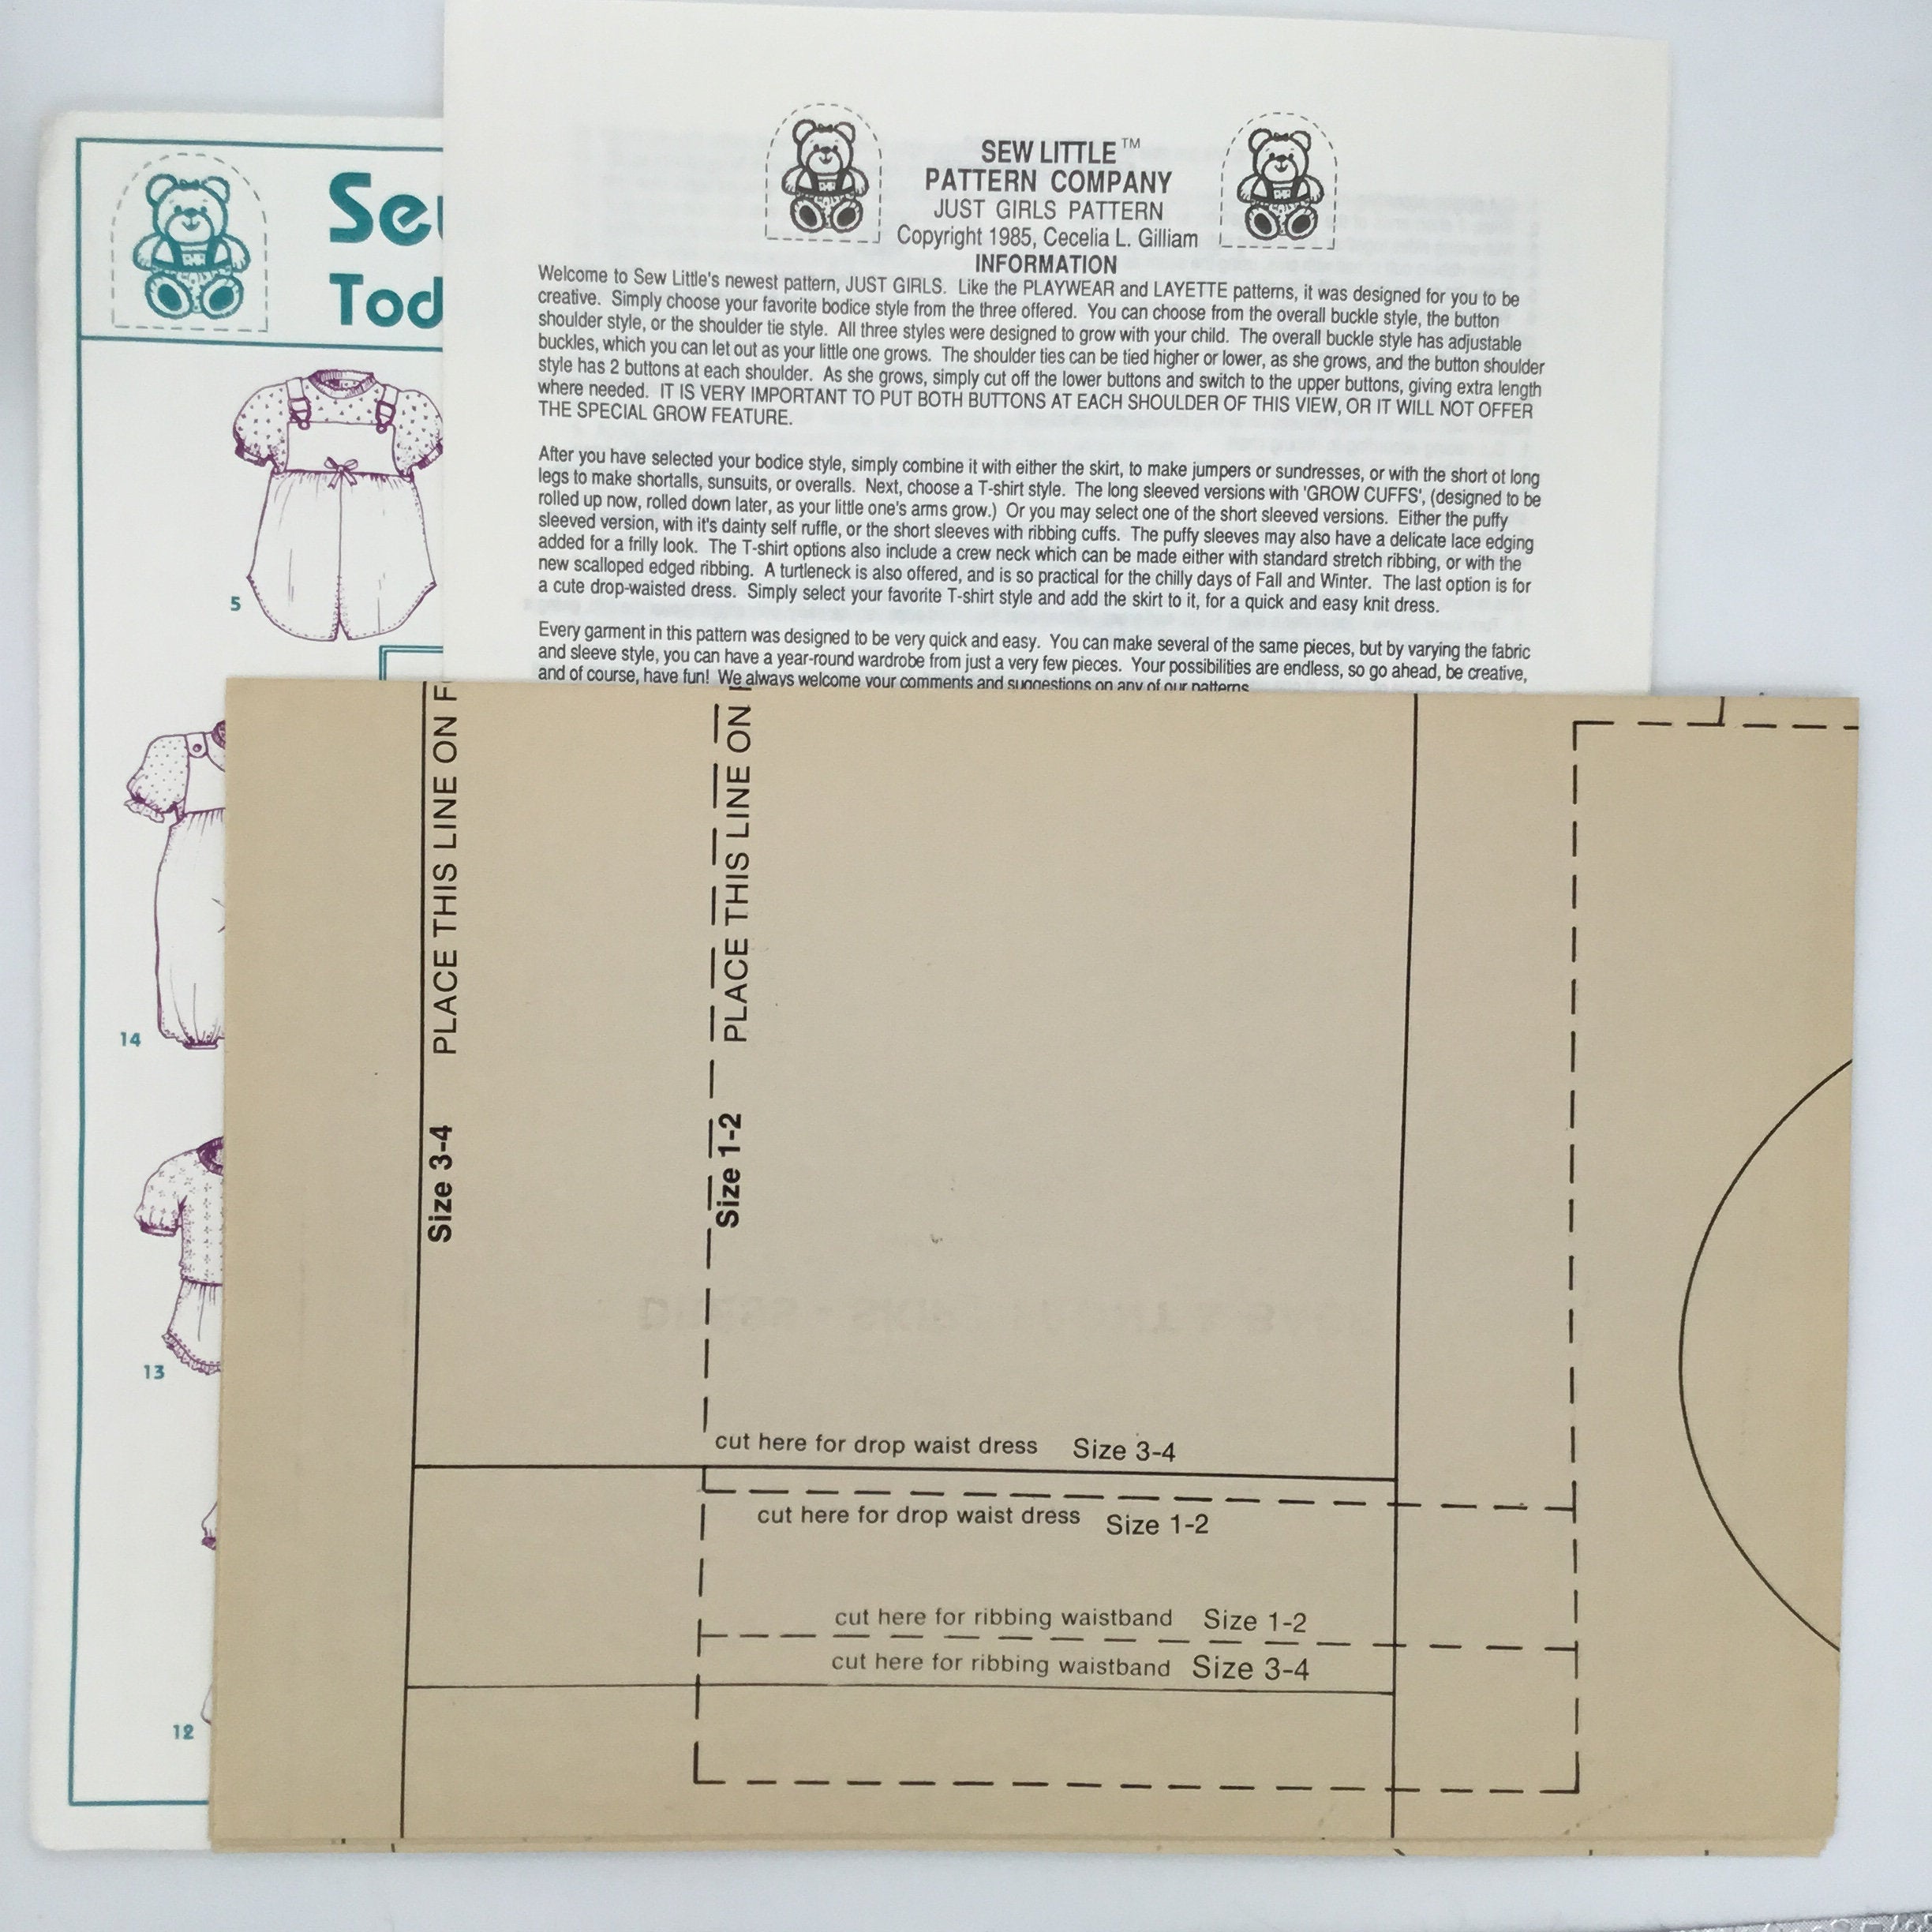 Se
Tod
5
14
13
12
SEW LITTLE™
PATTERN COMPANY
JUST GIRLS PATTERN
Copyright 1985, Cecelia L. Gilliam
INFORMATION
Welcome to Sew Little's newest pattern, JUST GIRLS. Like the PLAYWEAR and LAYETTE patterns, it was designed for you to be
creative. Simply choose your favorite bodice style from the three offered. You can choose from the overall buckle style, the button
shoulder style, or the shoulder tie style. All three styles were designed to grow with your child. The overall buckle style has adjustable
buckles, which you can let out as your little one grows. The shoulder ties can be tied higher or lower, as she grows, and the button shoulder
style has 2 buttons at each shoulder. As she grows, simply cut off the lower buttons and switch to the upper buttons, giving extra length
where needed. IT IS VERY IMPORTANT TO PUT BOTH BUTTONS AT EACH SHOULDER OF THIS VIEW, OR IT WILL NOT OFFER
THE SPECIAL GROW FEATURE.
After you have selected your bodice style, simply combine it with either the skirt, to make jumpers or sundresses, or with the short ot long
legs to make shortalls, sunsuits, or overalls. Next, choose a T-shirt style. The long sleeved versions with 'GROW CUFFS', (designed to be
rolled up now, rolled down later, as your little one's arms grow.) Or you may select one of the short sleeved versions. Either the puffy
sleeved version, with it's dainty self ruffle, or the short sleeves with ribbing cuffs. The puffy sleeves may also have a delicate lace edging
added for a frilly look. The T-shirt options also include a crew neck which can be made either with standard stretch ribbing, or with the
new scalloped edged ribbing. A turtleneck is also offered, and is so practical for the chilly days of Fall and Winter. The last option is for
a cute drop-waisted dress. Simply select your favorite T-shirt style and add the skirt to it, for a quick and easy knit dress.
Every garment in this pattern was designed to be very quick and easy. You can make several of the same pieces, but by varying the fabric
and sleeve style, you can have a year-round wardrobe from just a very few pieces. Your possibilities are endless, so go ahead, be creative,
and of course, have fun! We always welcome your comments and suggestions on any of our patterns.
Size 3-4 PLACE THIS LINE ON F
Size 1-2 PLACE THIS LINE ON
cut here for drop waist dress Size 3-4
cut here for drop waist dress Size 1-2
cut here for ribbing waistband Size 1-2
cut here for ribbing waistband Size 3-4